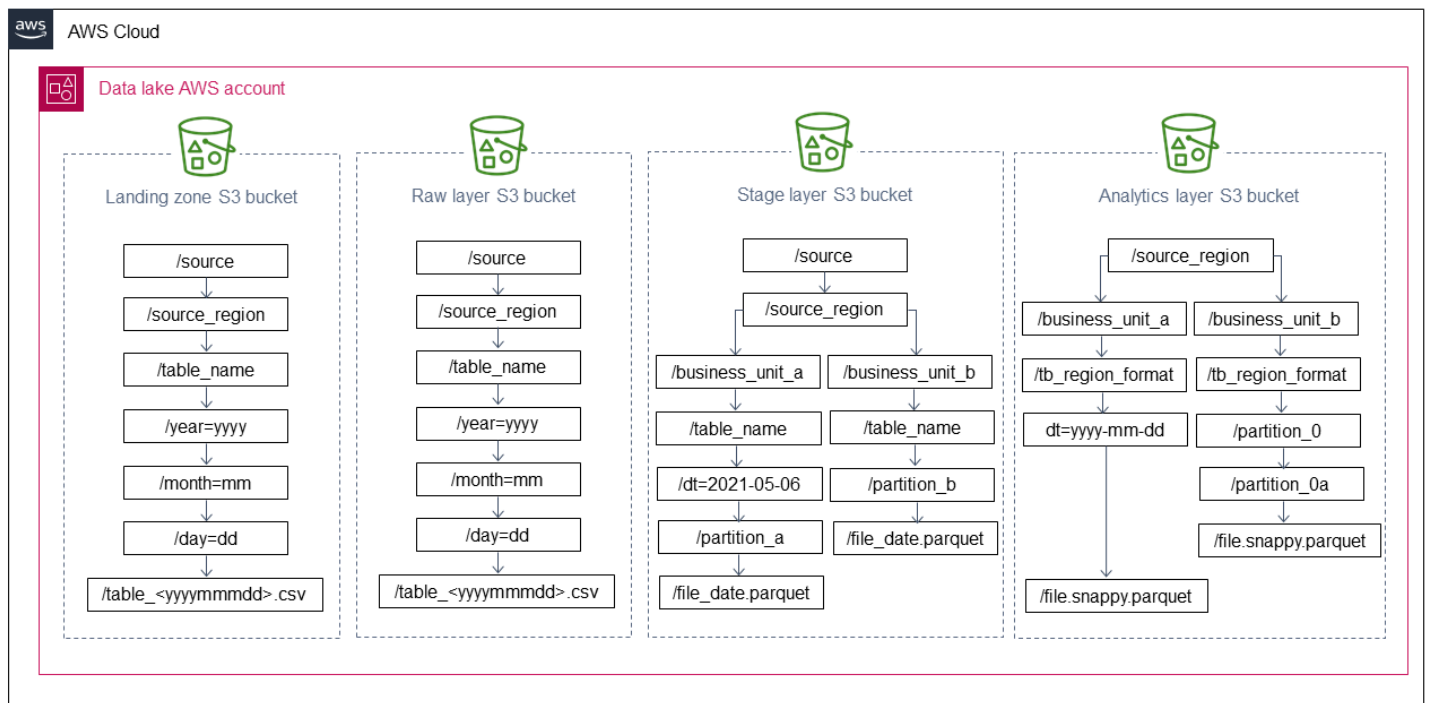 aws
AWS Cloud
Data lake AWS account
Landing zone S3 bucket
/source
/source_region
/table_name
/year=yyyy
/month=mm
/day=dd
/table_<yyyymmmdd>.csv
Raw layer S3 bucket
/source
/source_region
/table_name
/year=yyyy
/month=mm
/day=dd
/table_<yyyymmmdd>.csv
Stage layer S3 bucket
/source
/source_region
/business_unit_a
/table_name
/dt=2021-05-06
/partition_a
/file_date.parquet
/business_unit_b
/table_name
/partition_b
/file_date.parquet
Analytics layer S3 bucket
/source_region
/business_unit_a
/tb_region_format
dt=yyyy-mm-dd
/file.snappy.parquet
/business_unit_b
/tb_region_format
/partition_0
/partition_0a
/file.snappy.parquet